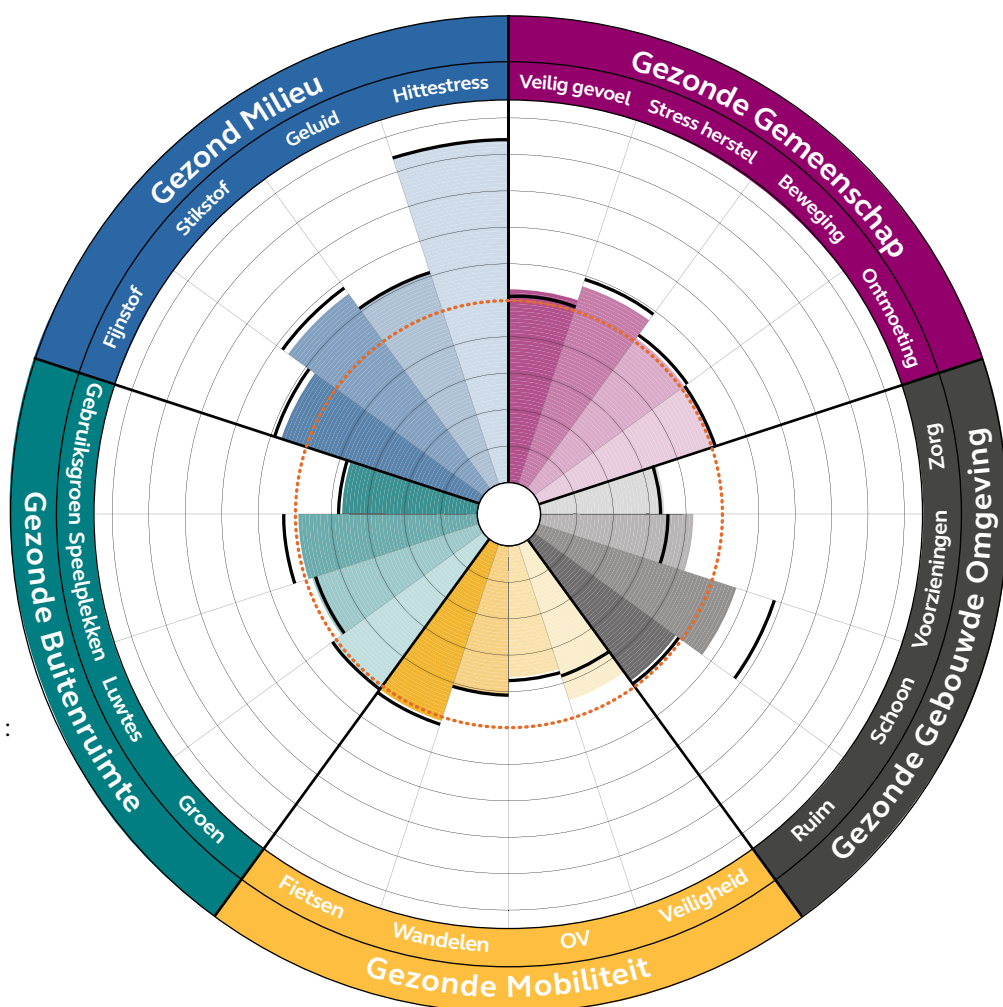 Gezond Milieu
Fijnstof
Stikstof
Geluid
Hittestress
Gezonde Gemeenschap
Veilig gevoel
Stress herstel
Beweging
Ontmoeting
Gezonde Gebouwde Omgeving
Zorg
Voorzieningen
Schoon
Ruim
Gezonde Mobiliteit
Fietsen
Wandelen
OV
Veiligheid
Gezonde Buitenruimte
Gebruiksgroen
Speelplekken
Luwtes
Groen
: